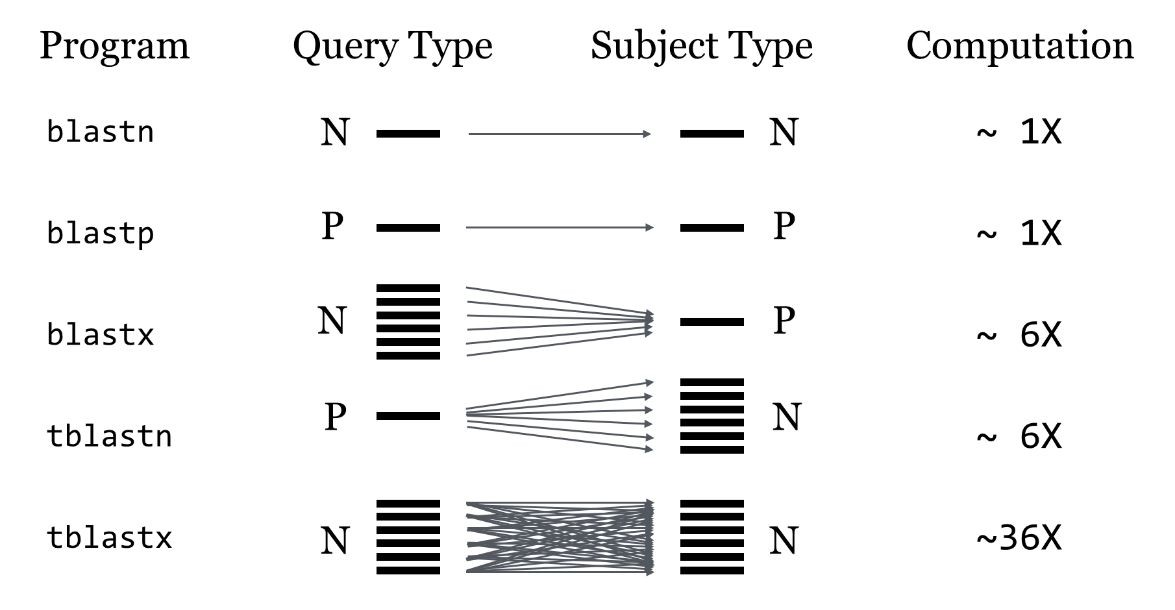 Program Query Type Subject Type Computation
blastn N N ~ 1X
blastp P P ~ 1X
blastx N P ~ 6X
tblastn P N ~ 6X
tblastx N N ~36X